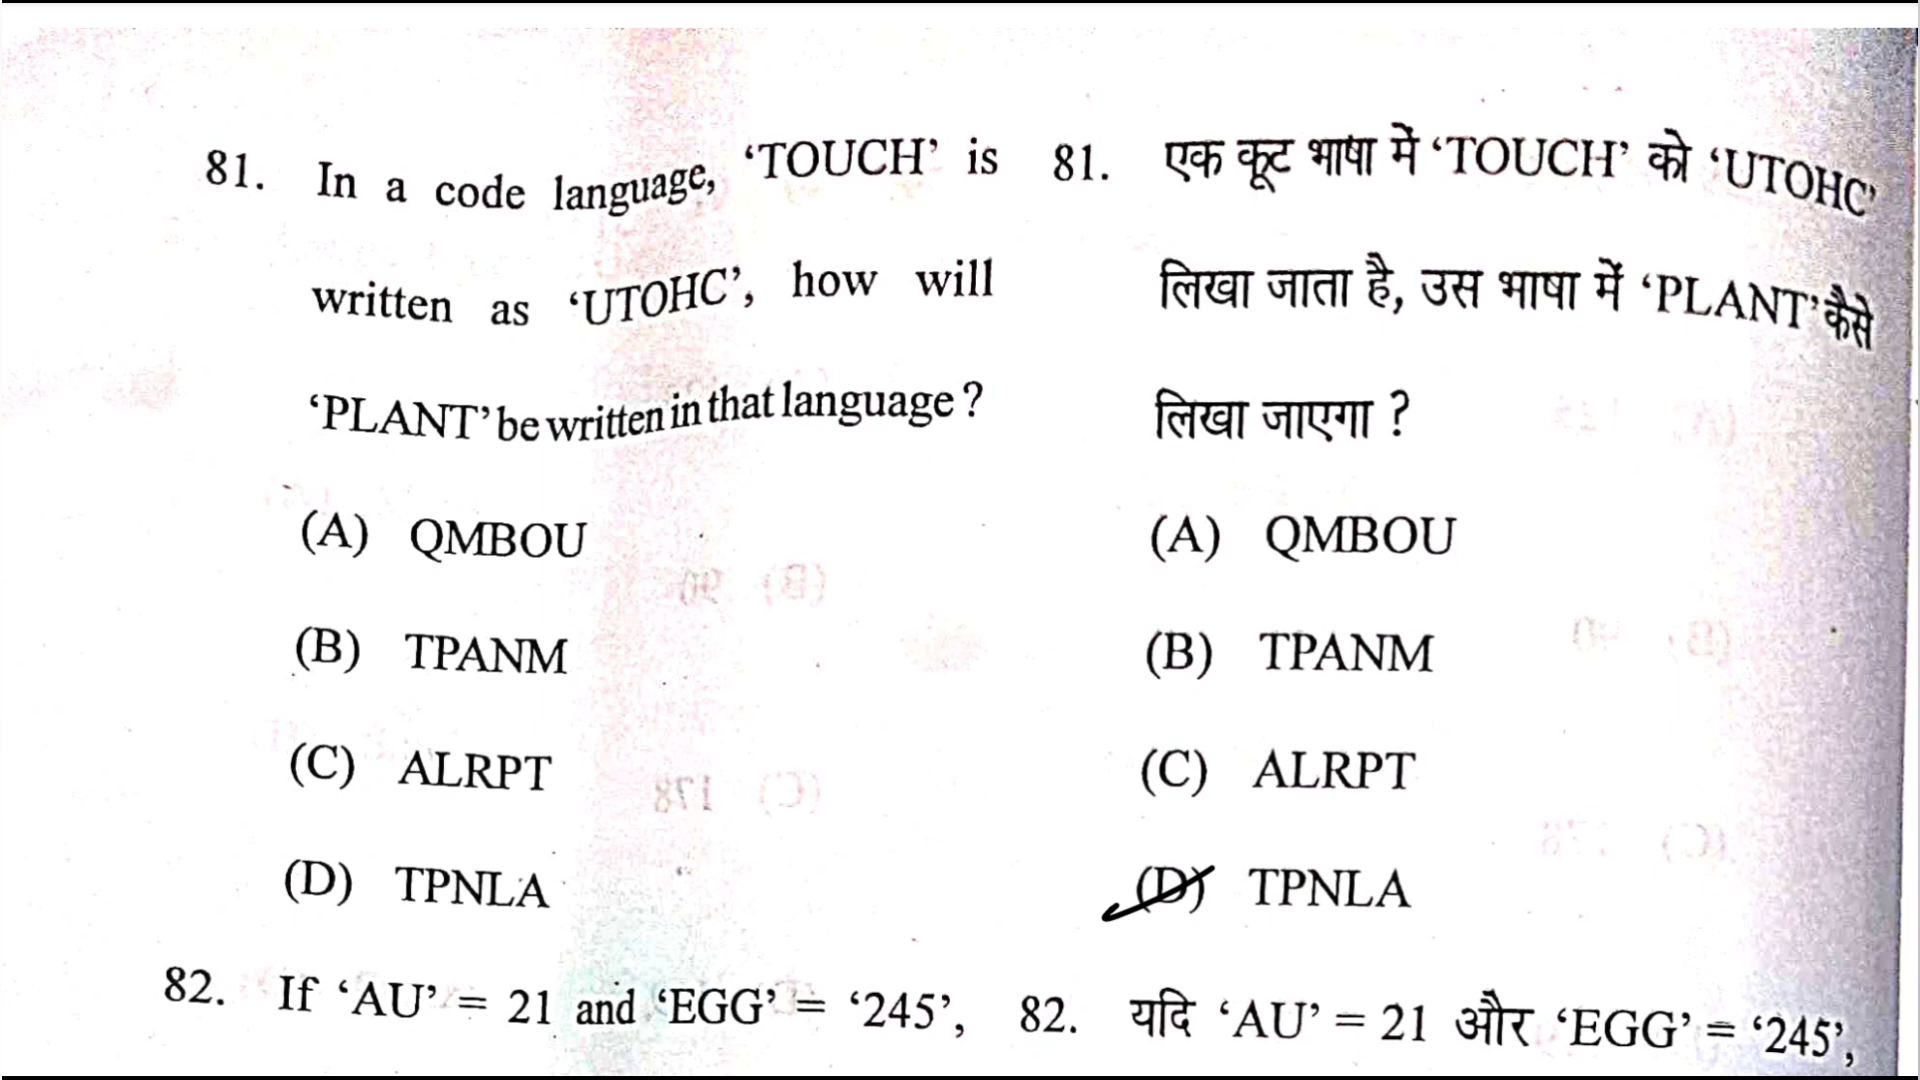 81. In a code language, ‘TOUCH’ is
written as ‘UTOHC’, how will
‘PLANT’ be written in that language ?
(A) QMBOU
(B) TPANM
(C) ALRPT
(D) TPNLA
82. If ‘AU’ = 21 and ‘EGG’ = ‘245’,
81. एक कूट भाषा में ‘TOUCH’ को ‘UTOHC’
लिखा जाता है, उस भाषा में ‘PLANT’ कैसे
लिखा जाएगा ?
(A) QMBOU
(B) TPANM
(C) ALRPT
(D) TPNLA
82. यदि ‘AU’ = 21 और ‘EGG’ = ‘245’,